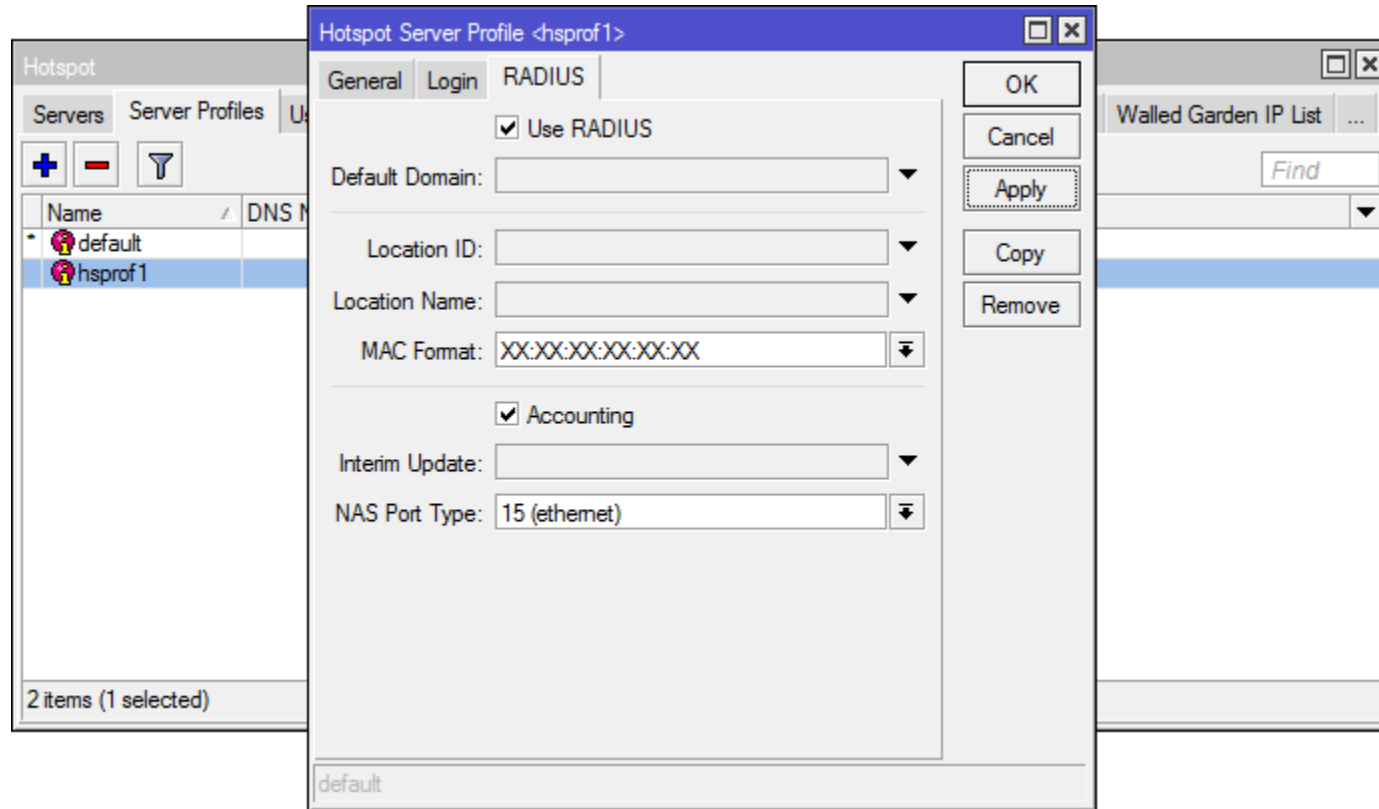 Hotspot Server Profile <hsprof1>
General Login RADIUS
Use RADIUS
Default Domain:
Location ID:
Location Name:
MAC Format: XX:XX:XX:XX:XX:XX
Accounting
Interim Update:
NAS Port Type: 15 (ethernet)
default
OK
Cancel
Apply
Copy
Remove
Hotspot
Servers Server Profiles
Walled Garden IP List ...
Find
Name DNS
* default
hsprof1
2 items (1 selected)